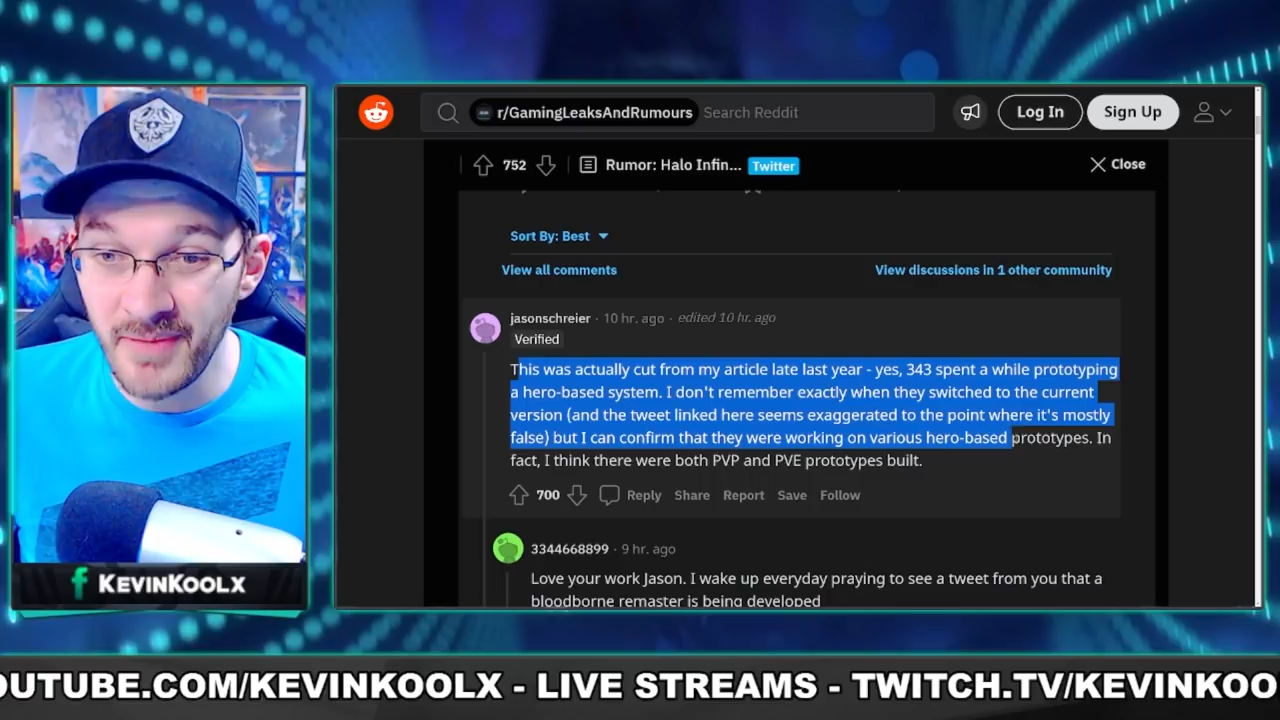 r/GamingLeaksAndRumours Search Reddit
Log In
Sign Up
752
Rumor: Halo Infin...
Twitter
Close
Sort By: Best
View all comments
View discussions in 1 other community
jasonschreier · 10 hr. ago · edited 10 hr. ago
Verified
This was actually cut from my article late last year - yes, 343 spent a while prototyping
a hero-based system. I don't remember exactly when they switched to the current
version (and the tweet linked here seems exaggerated to the point where it's mostly
false) but I can confirm that they were working on various hero-based prototypes. In
fact, I think there were both PVP and PVE prototypes built.
700 Reply Share Report Save Follow
3344668899 · 9 hr. ago
Love your work Jason. I wake up everyday praying to see a tweet from you that a
bloodborne remaster is being developed
f KEVINKOOLX
OUTUBE.COM/KEVINKOOLX - LIVE STREAMS - TWITCH.TV/KEVINKOO